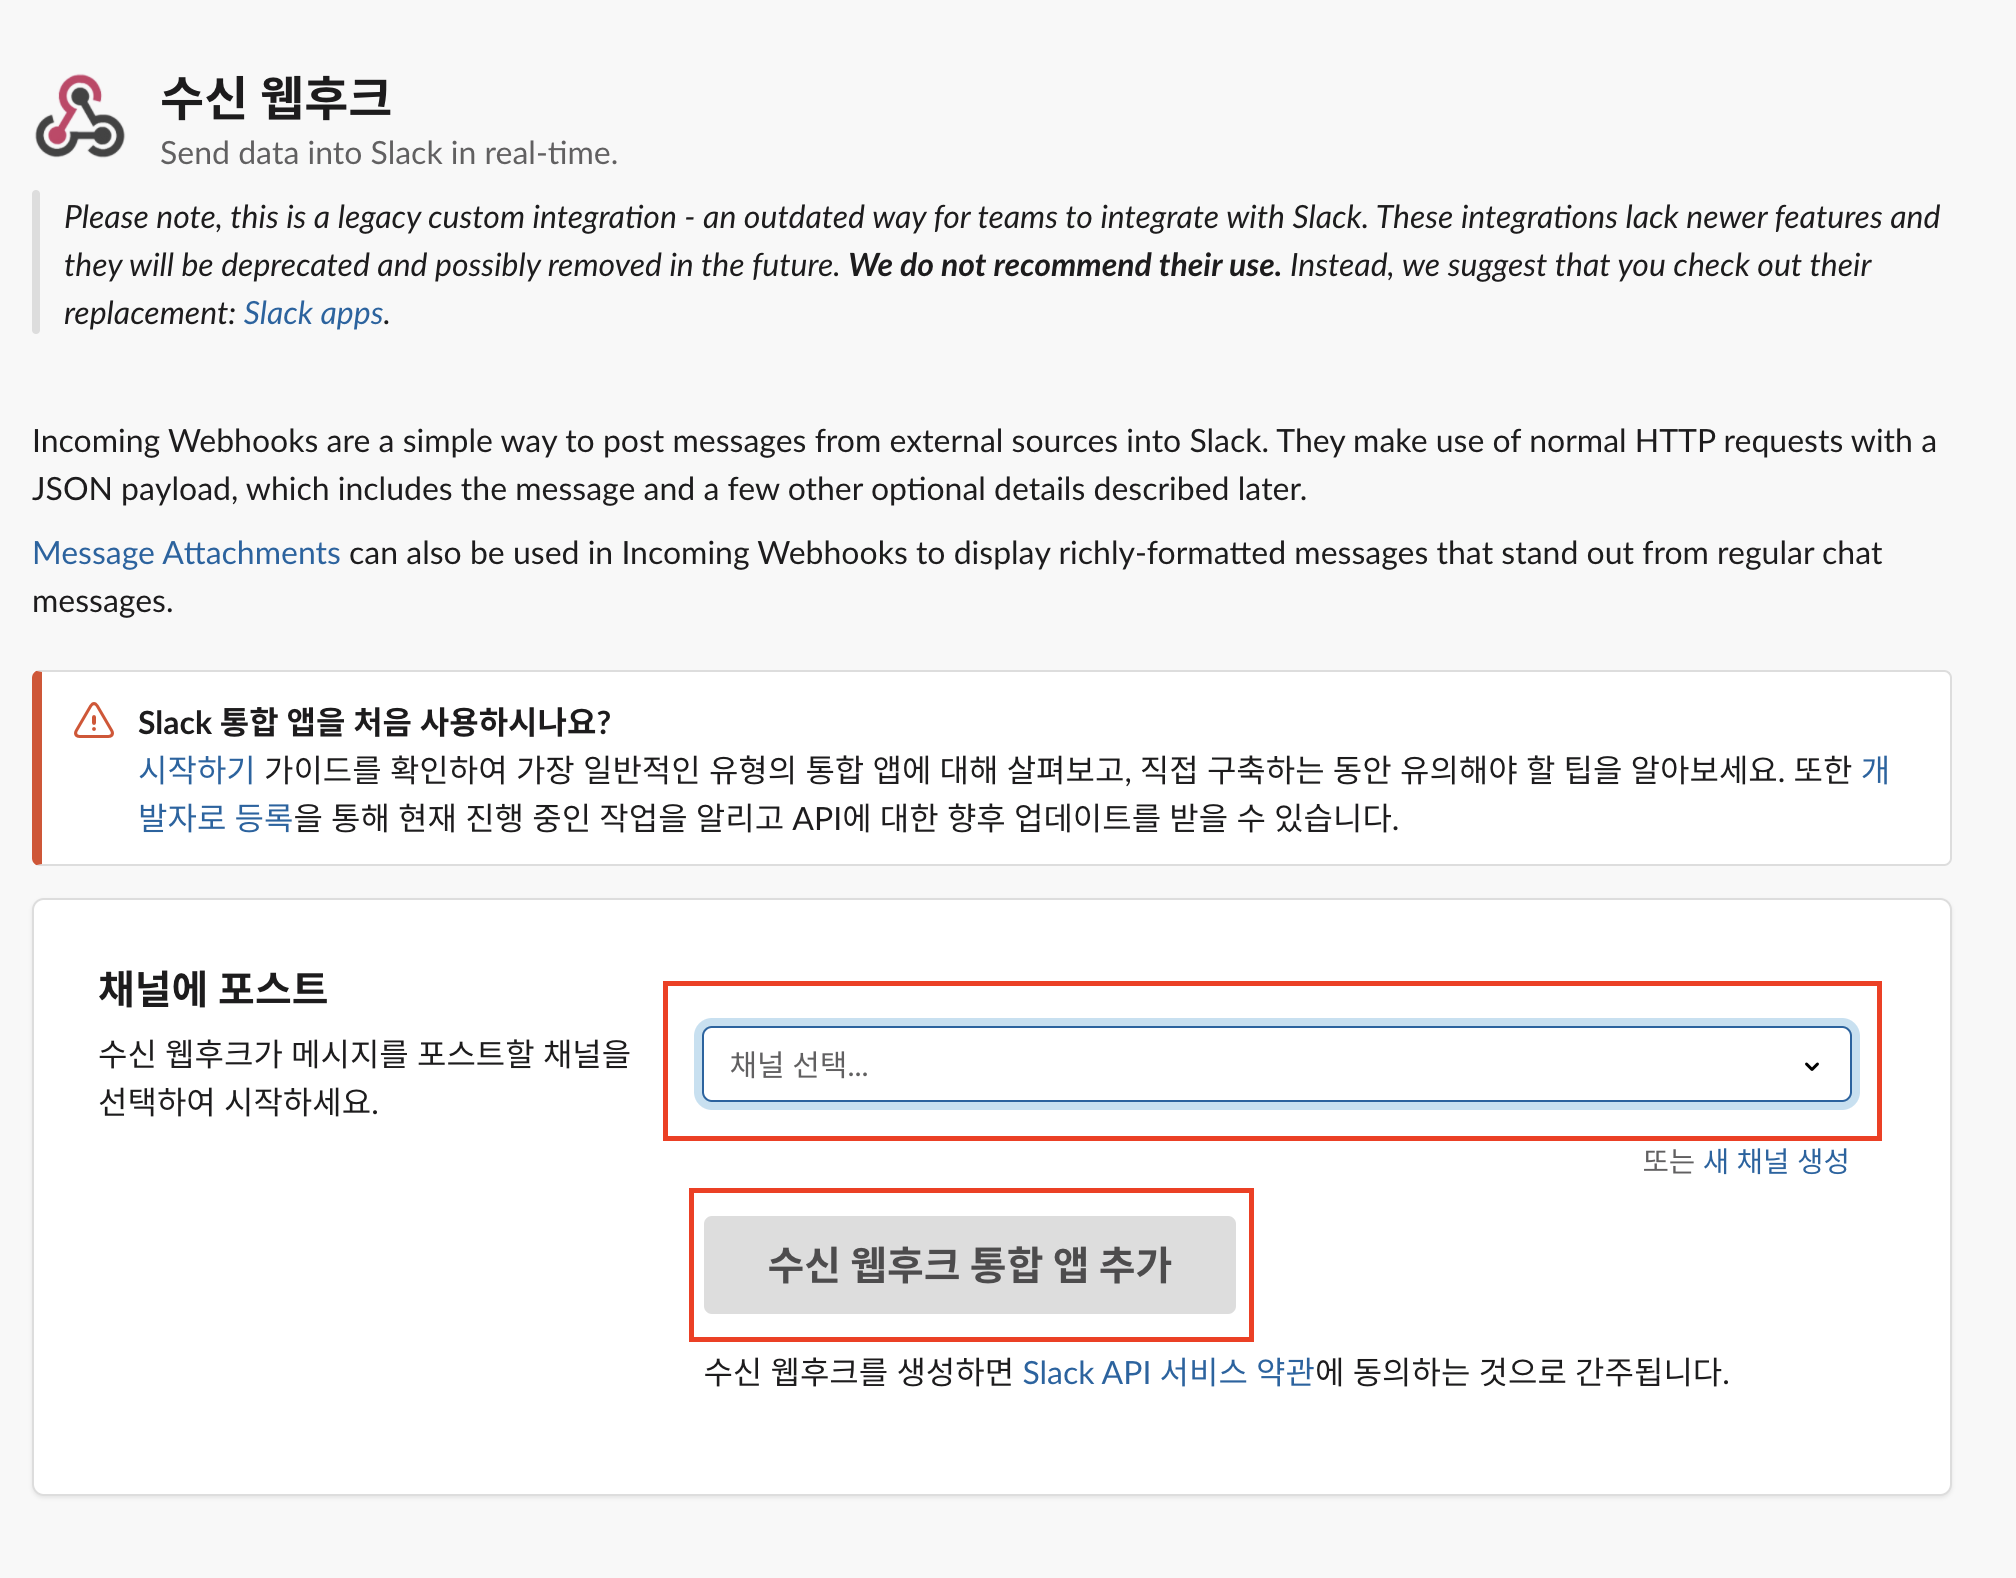 수신 웹후크
Send data into Slack in real-time.
Please note, this is a legacy custom integration - an outdated way for teams to integrate with Slack. These integrations lack newer features and
they will be deprecated and possibly removed in the future. We do not recommend their use. Instead, we suggest that you check out their
replacement: Slack apps.
Incoming Webhooks are a simple way to post messages from external sources into Slack. They make use of normal HTTP requests with a
JSON payload, which includes the message and a few other optional details described later.
Message Attachments can also be used in Incoming Webhooks to display richly-formatted messages that stand out from regular chat
messages.
Slack 통합 앱을 처음 사용하시나요?
시작하기 가이드를 확인하여 가장 일반적인 유형의 통합 앱에 대해 살펴보고, 직접 구축하는 동안 유의해야 할 팁을 알아보세요. 또한 개
발자로 등록을 통해 현재 진행 중인 작업을 알리고 API에 대한 향후 업데이트를 받을 수 있습니다.
채널에 포스트
수신 웹후크가 메시지를 포스트할 채널을
선택하여 시작하세요.
채널 선택...
또는 새 채널 생성
수신 웹후크 통합 앱 추가
수신 웹후크를 생성하면 Slack API 서비스 약관에 동의하는 것으로 간주됩니다.